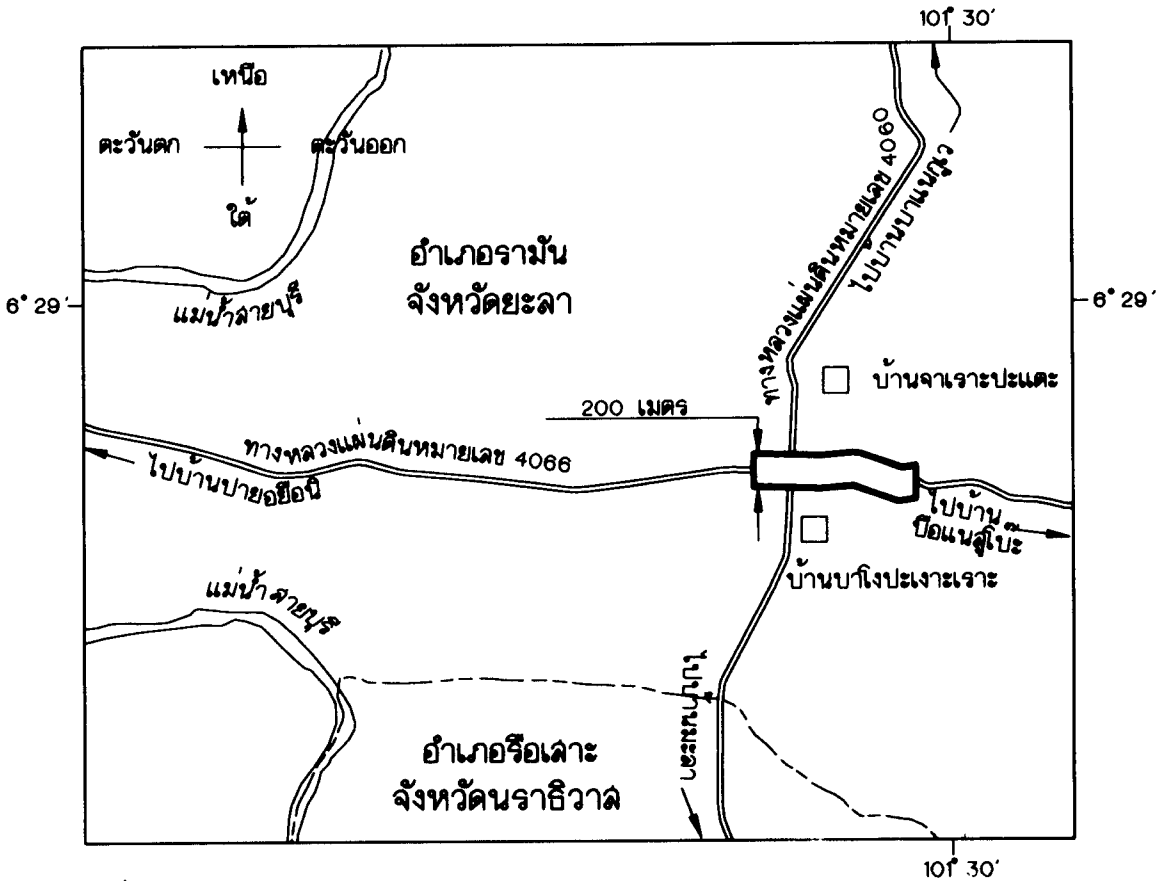 101° 30'
เหนือ
ตะวันตก
ตะวันออก
ใต้
อำเภอรามัน
จังหวัดยะลา
ทางหลวงแผ่นดินหมายเลข 4060
ไปบ้านบาแนกูเว
6° 29'
6° 29'
แม่น้ำสายบุรี
บ้านจาเราะปะแตะ
200 เมตร
ทางหลวงแผ่นดินหมายเลข 4066
ไปบ้านปายอยือนิ
ไปบ้าน
บือแนสูโบ๊ะ
บ้านบาโงปะเงาะเราะ
แม่น้ำสายบุรี
อำเภอรือเสาะ
จังหวัดนราธิวาส
101° 30'